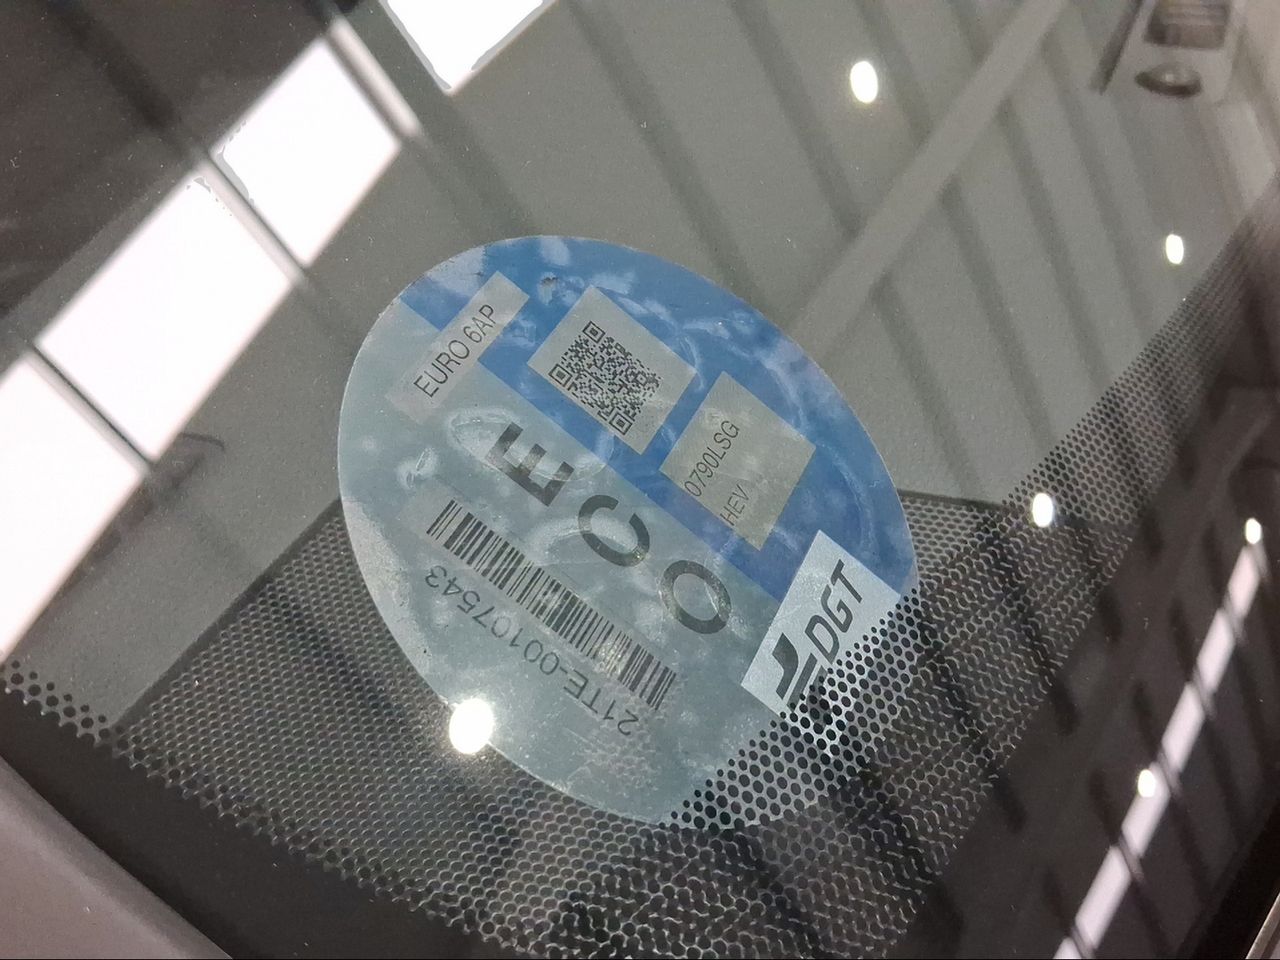 EURO 6AP
0790LSG
HEV
ECO
21TE-00107543
DGT